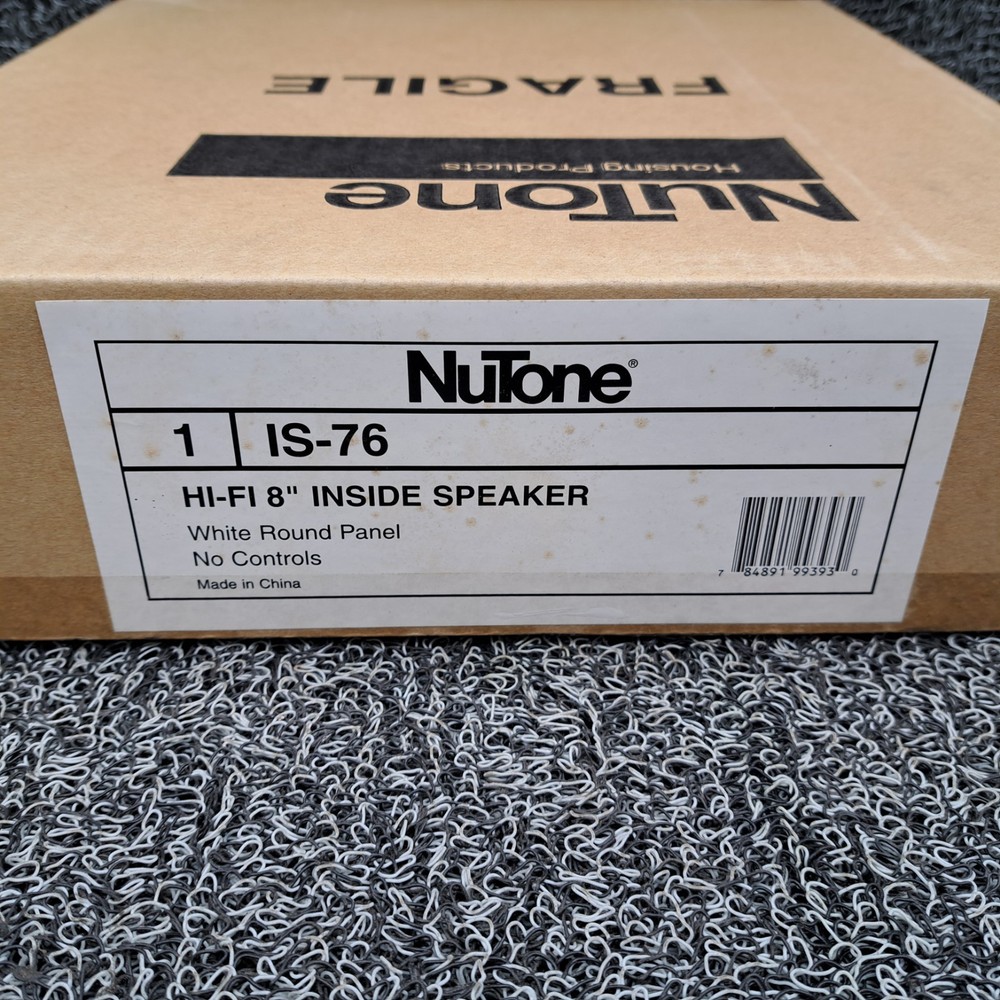 FRAGILE
Housing Products
NuTone
NuTone®
1 IS-76
HI-FI 8" INSIDE SPEAKER
White Round Panel
No Controls
Made in China
7 84891 99393 0